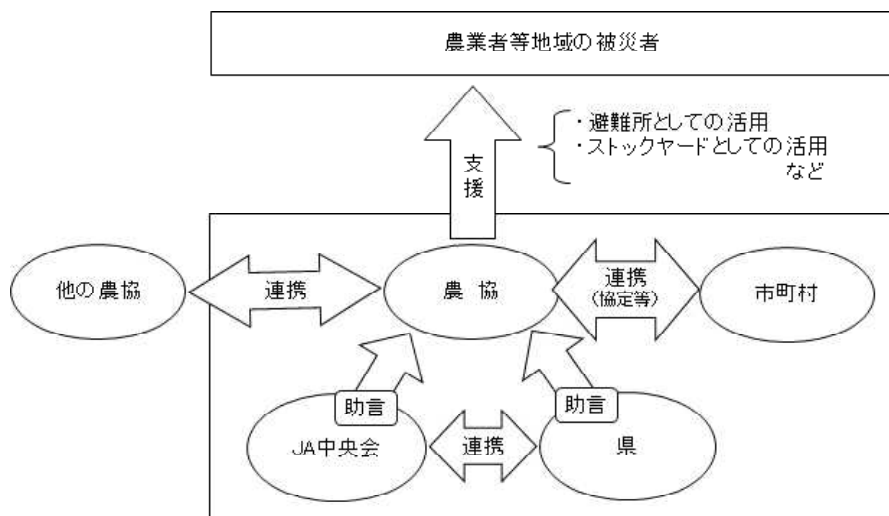 農業者等地域の被災者
・避難所としての活用
・ストックヤードとしての活用
など
支援
他の農協
連携
農 協
連携
(協定等)
市町村
助言
助言
JA中央会
連携
県